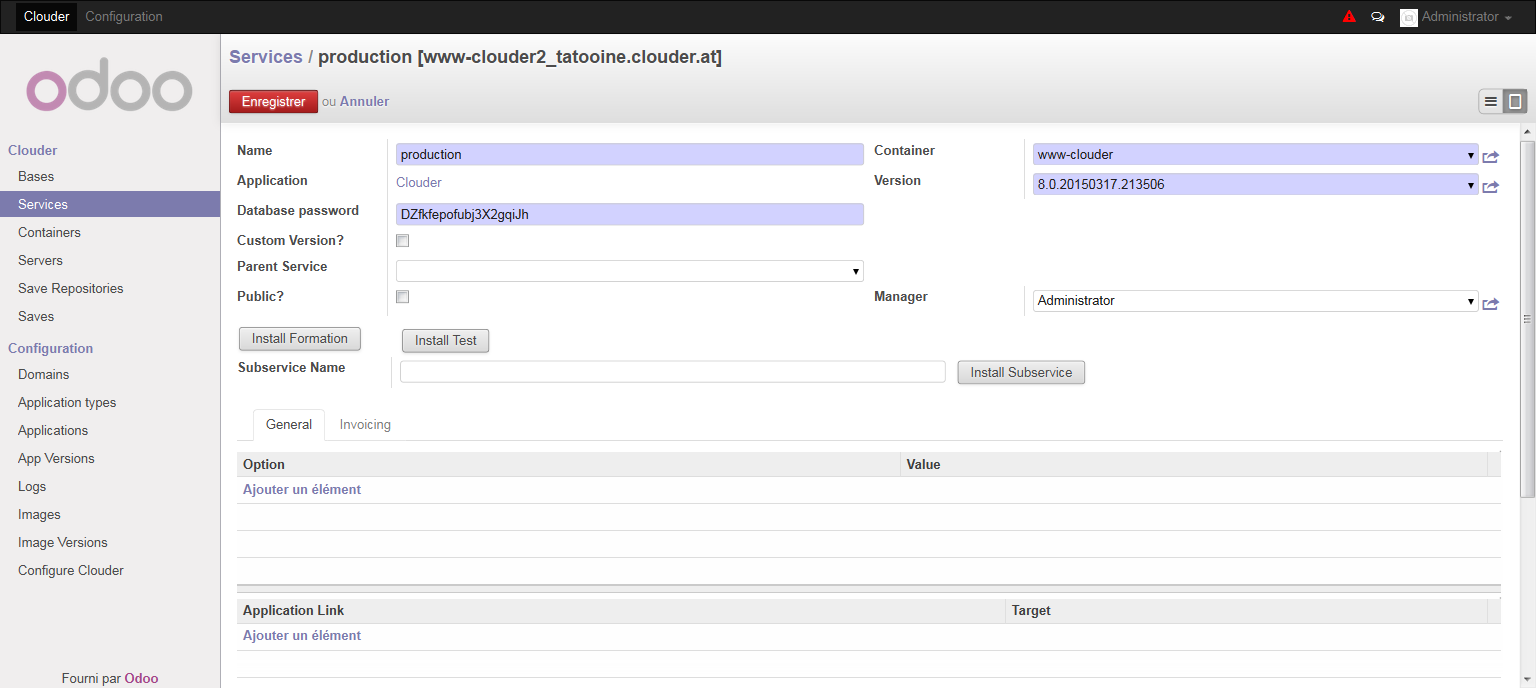 Clouder Configuration Administrator
odoo
Services / production [www-clouder2_tatooine.clouder.at]
Enregistrer ou Annuler
Clouder
Bases
Services
Containers
Servers
Save Repositories
Saves
Configuration
Domains
Application types
Applications
App Versions
Logs
Images
Image Versions
Configure Clouder
Fourni par Odoo
Name production Container www-clouder
Application Clouder Version 8.0.20150317.213506
Database password DZfkfepofubj3X2gqiJh
Custom Version?
Parent Service
Public? Manager Administrator
Install Formation Install Test
Subservice Name Install Subservice
General Invoicing
Option Value
Ajouter un élément
Application Link Target
Ajouter un élément